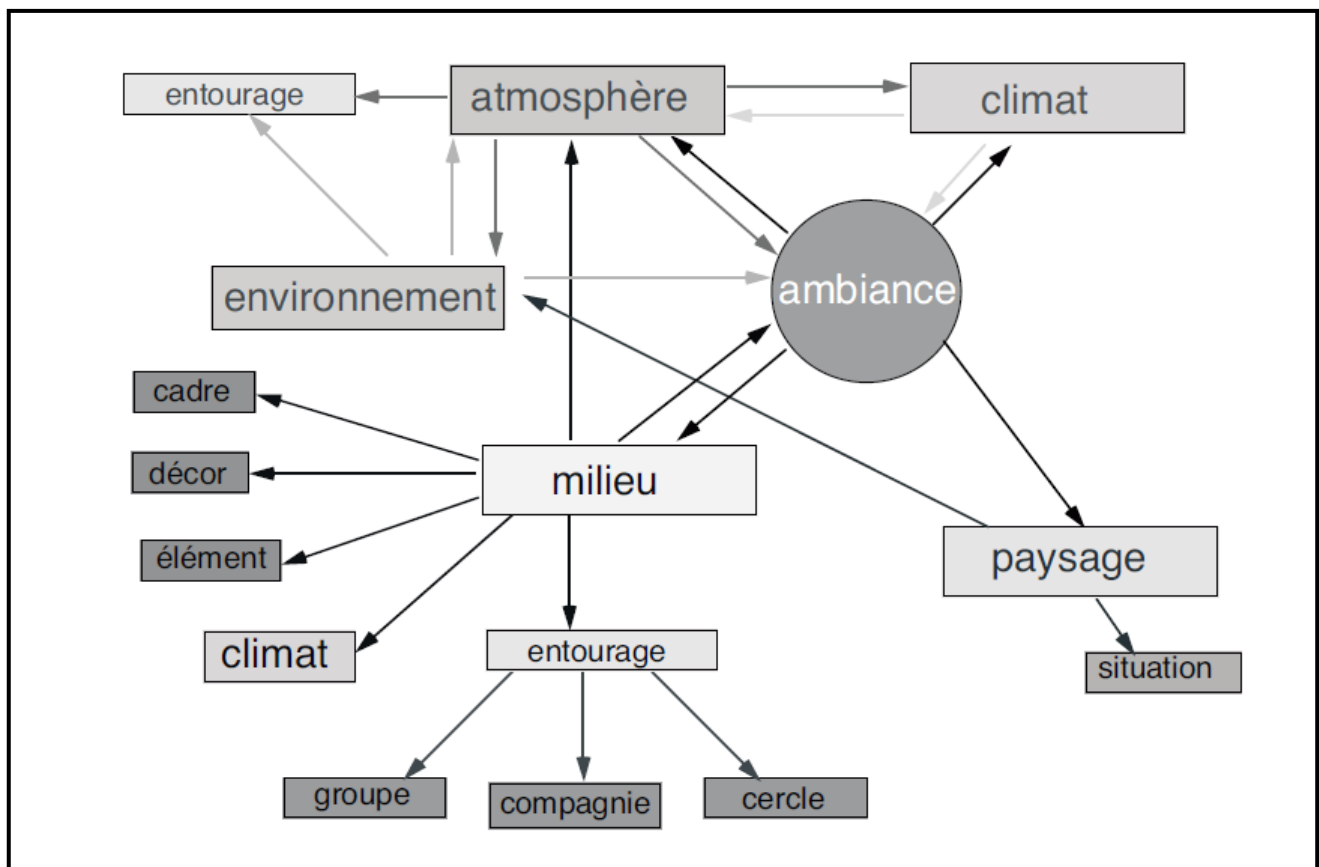 entourage
atmosphère
climat
environnement
ambiance
cadre
décor
milieu
élément
paysage
climat
entourage
situation
groupe
compagnie
cercle